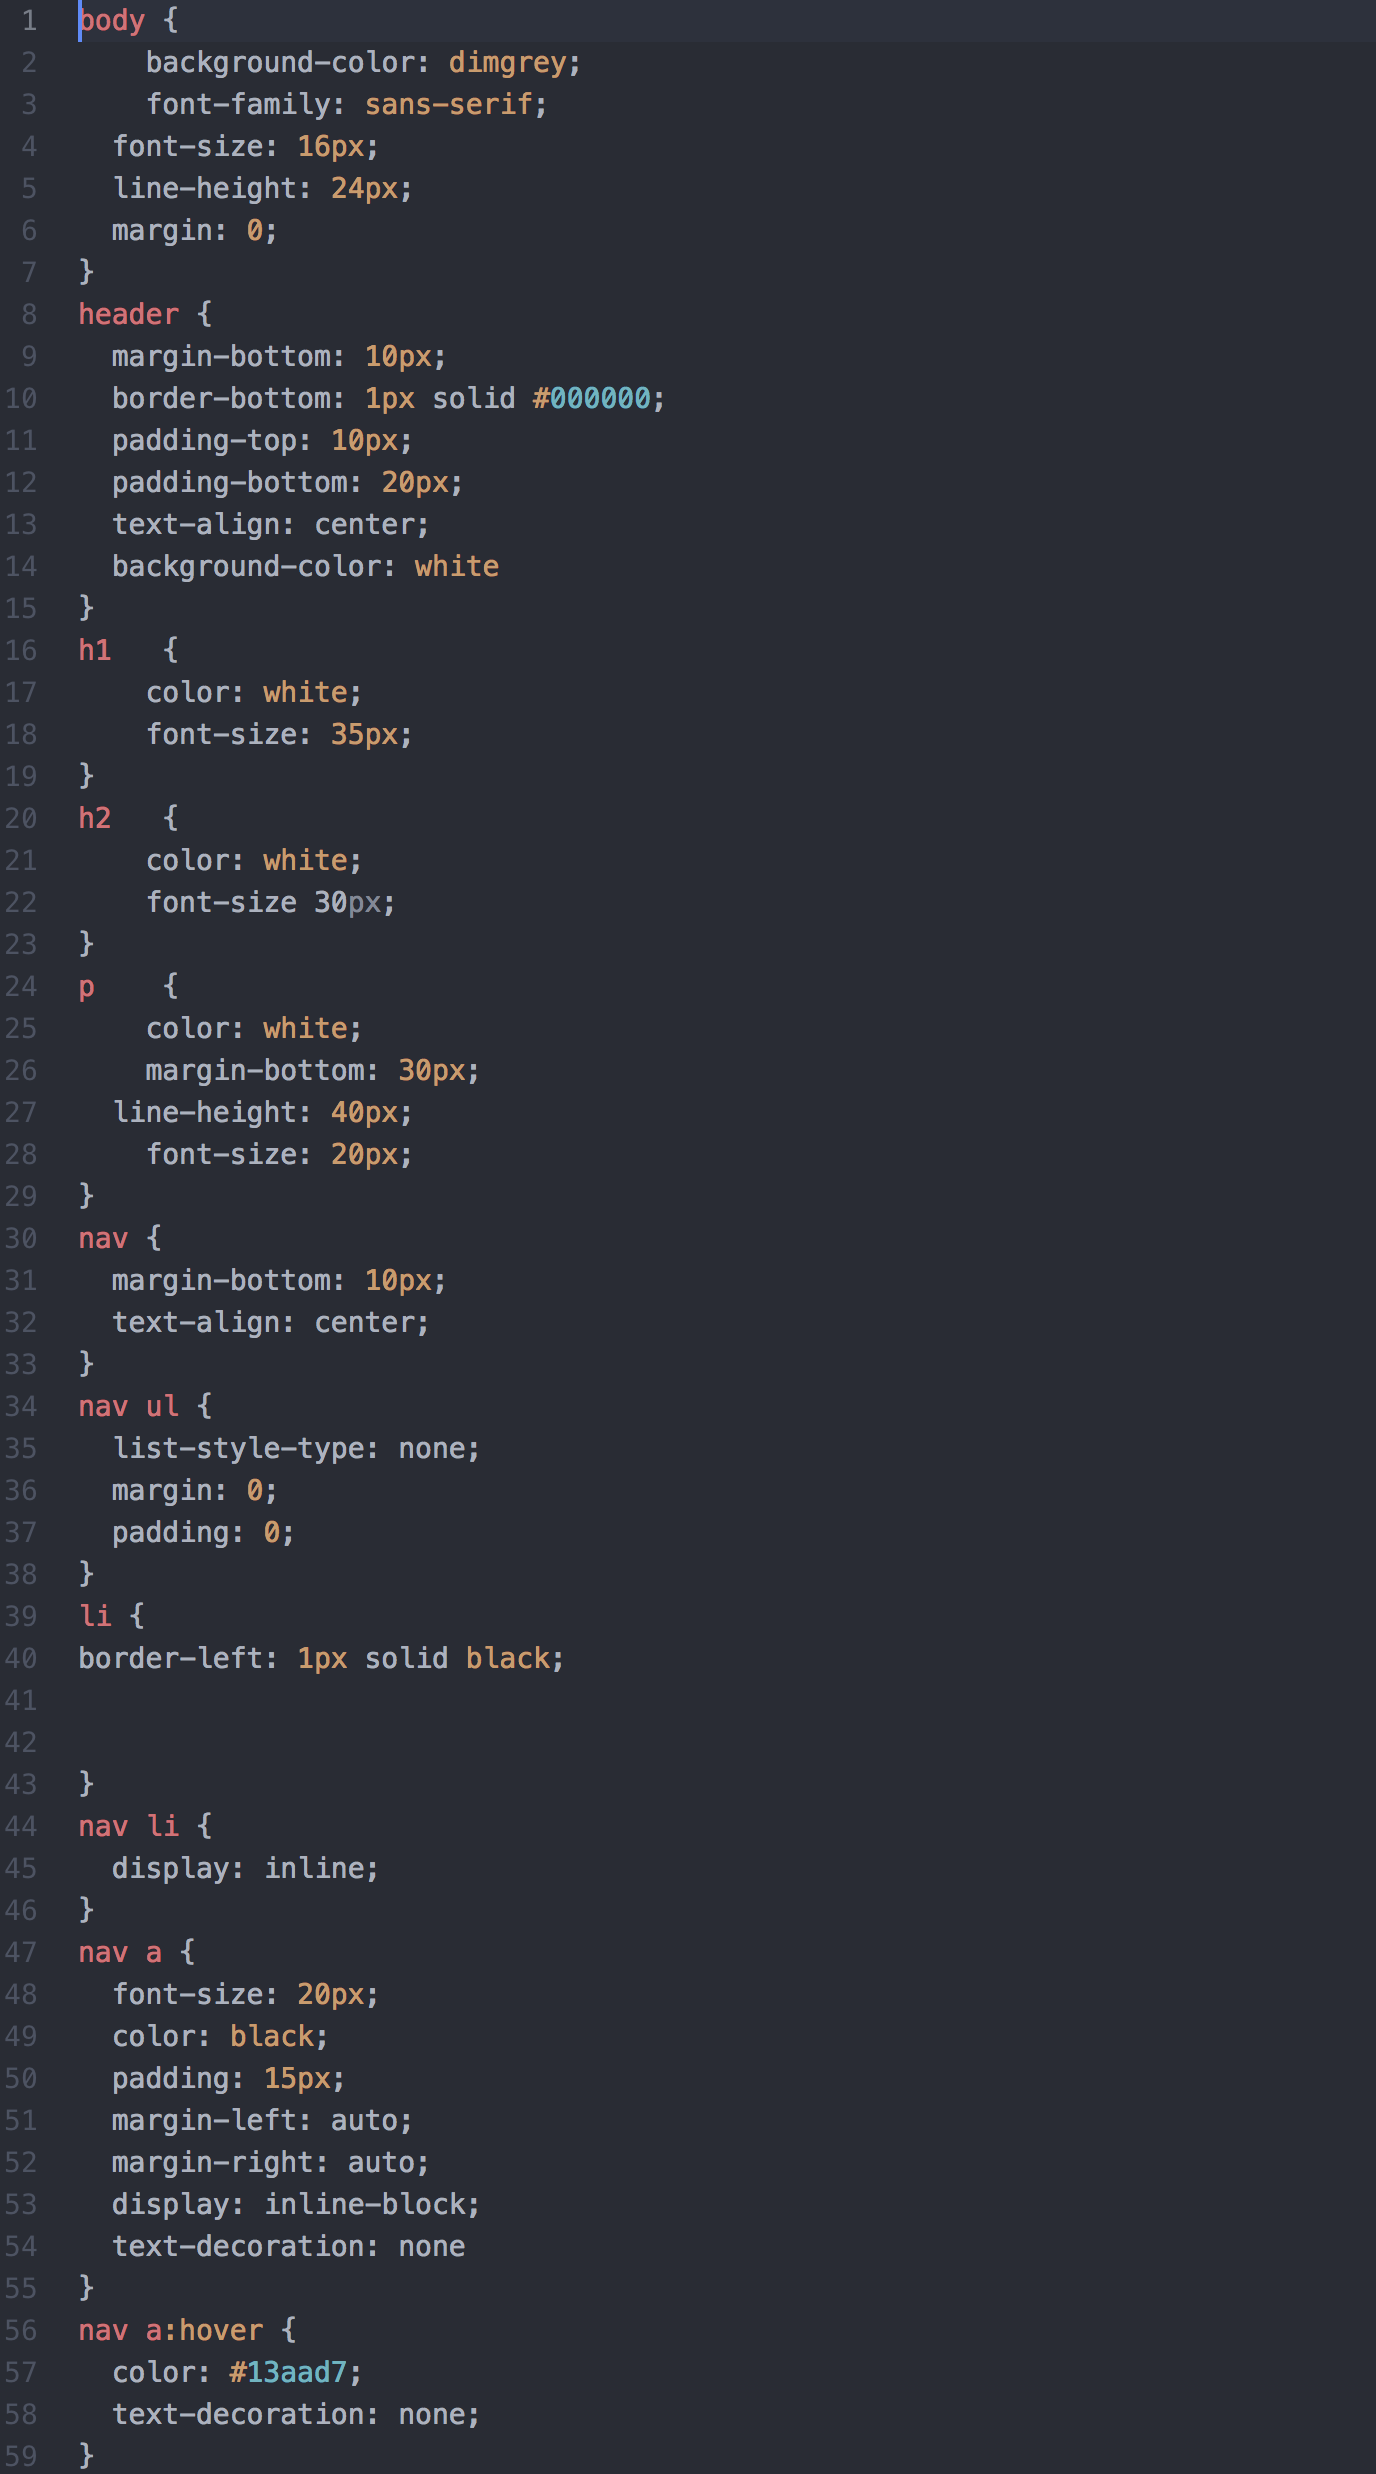 1 body {
2     background-color: dimgrey;
3     font-family: sans-serif;
4   font-size: 16px;
5   line-height: 24px;
6   margin: 0;
7 }
8 header {
9   margin-bottom: 10px;
10   border-bottom: 1px solid #000000;
11   padding-top: 10px;
12   padding-bottom: 20px;
13   text-align: center;
14   background-color: white
15 }
16 h1   {
17     color: white;
18     font-size: 35px;
19 }
20 h2   {
21     color: white;
22     font-size 30px;
23 }
24 p    {
25     color: white;
26     margin-bottom: 30px;
27   line-height: 40px;
28     font-size: 20px;
29 }
30 nav {
31   margin-bottom: 10px;
32   text-align: center;
33 }
34 nav ul {
35   list-style-type: none;
36   margin: 0;
37   padding: 0;
38 }
39 li {
40 border-left: 1px solid black;
41
42
43 }
44 nav li {
45   display: inline;
46 }
47 nav a {
48   font-size: 20px;
49   color: black;
50   padding: 15px;
51   margin-left: auto;
52   margin-right: auto;
53   display: inline-block;
54   text-decoration: none
55 }
56 nav a:hover {
57   color: #13aad7;
58   text-decoration: none;
59 }